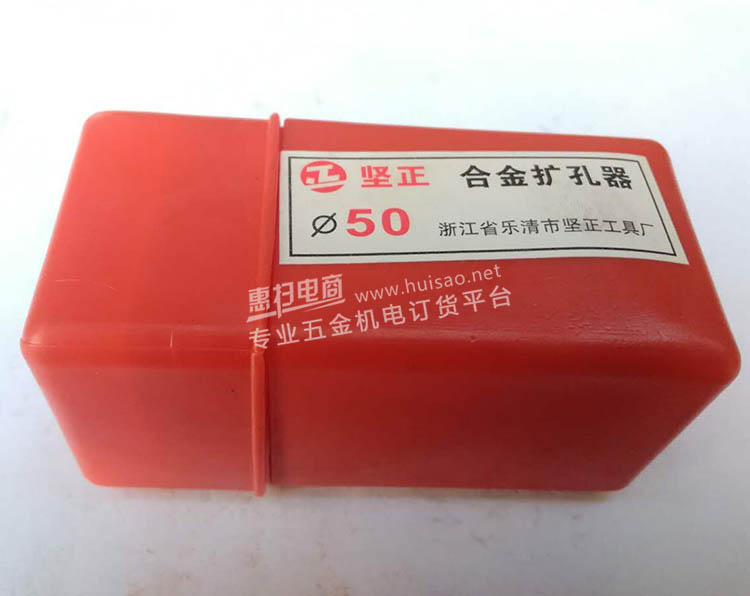 坚正 合金扩孔器
⌀50 浙江省乐清市坚正工具厂
惠扫电商 www.huisao.net
专业五金机电订货平台